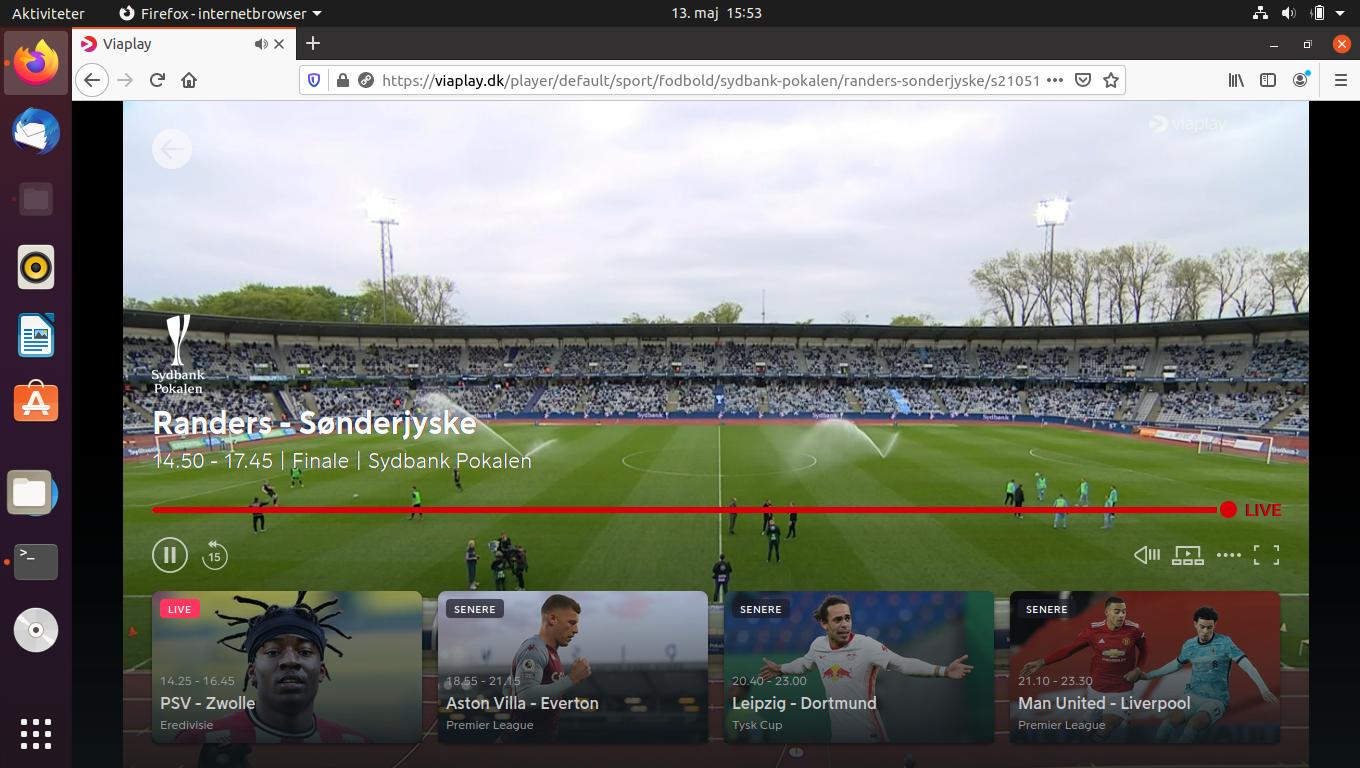 Aktiviteter
Firefox - internetbrowser
13. maj 15:53
Viaplay
https://viaplay.dk/player/default/sport/fodbold/sydbank-pokalen/randers-sonderjyske/s21051
viaplay
Sydbank
Pokalen
Sydbank
Sydbank
Sydbank
Randers - Sønderjyske
14.50 - 17.45 | Finale | Sydbank Pokalen
LIVE
15
LIVE
14.25 - 16.45
PSV - Zwolle
Eredivisie
SENERE
18.55 - 21.15
Aston Villa - Everton
Premier League
SENERE
20.40 - 23.00
Leipzig - Dortmund
Tysk Cup
SENERE
21.10 - 23.30
Man United - Liverpool
Premier League